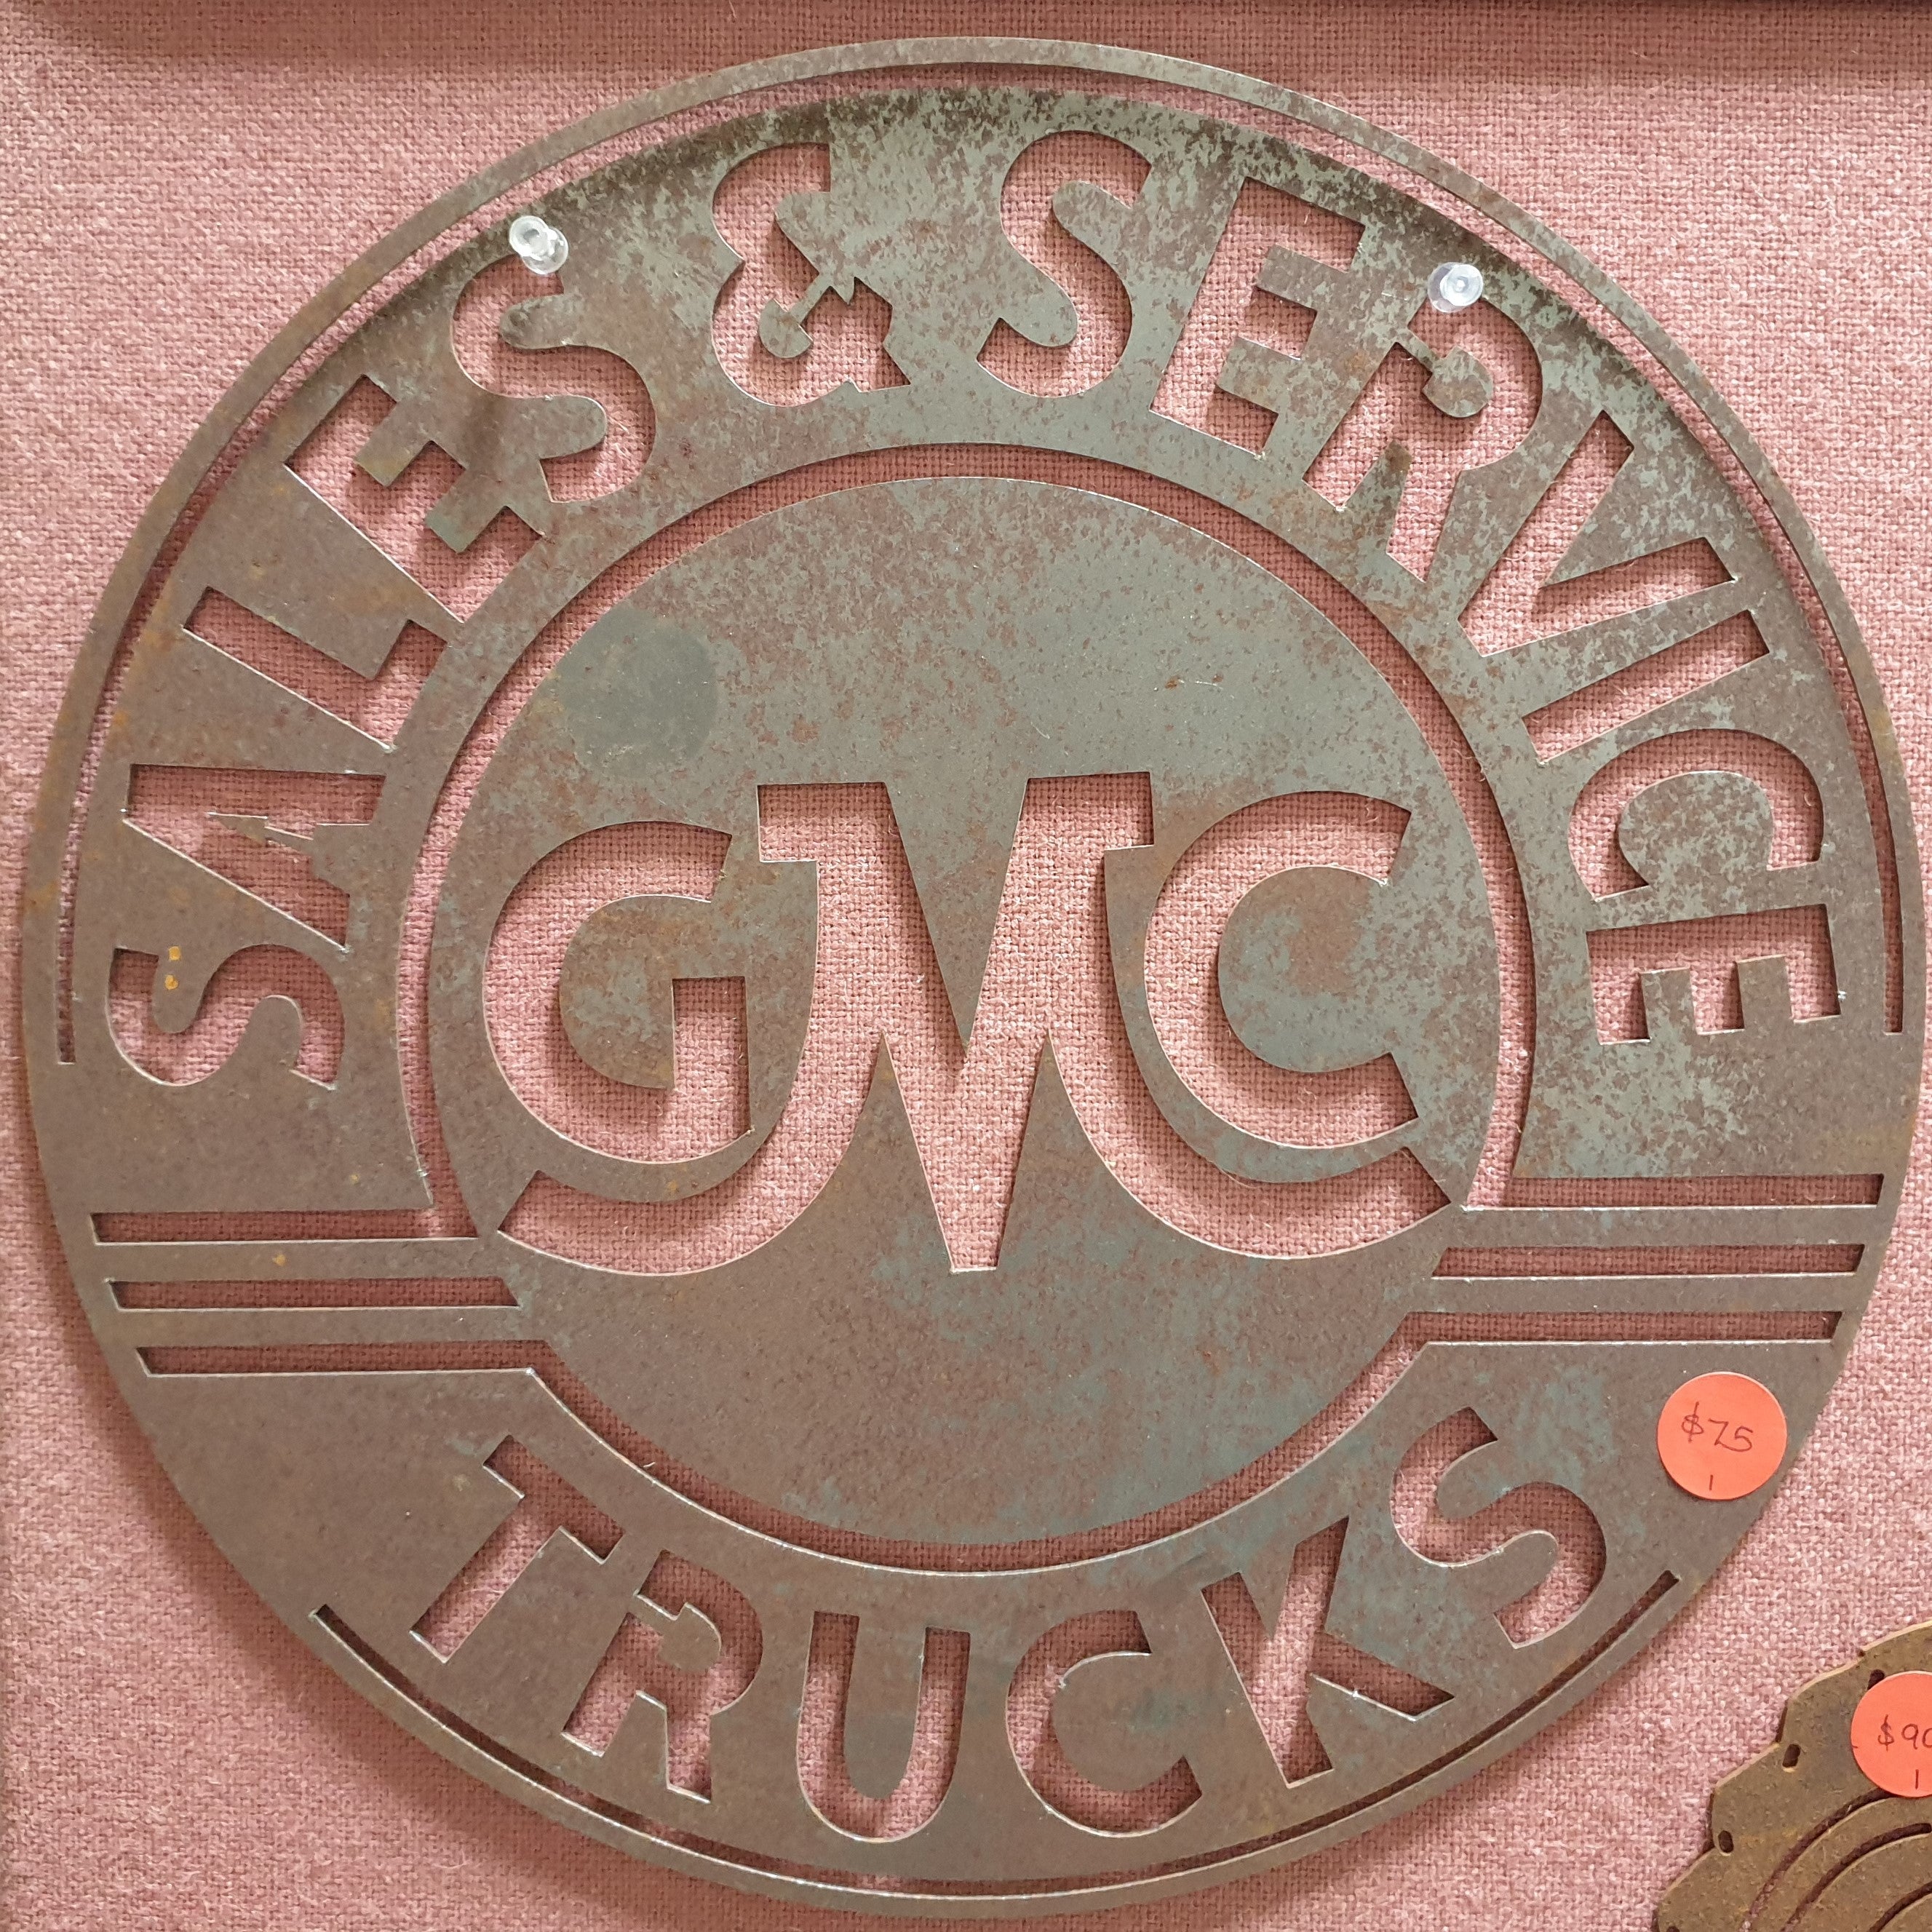 SALES & SERVICE
GMC
TRUCKS
$75
1
$90
1